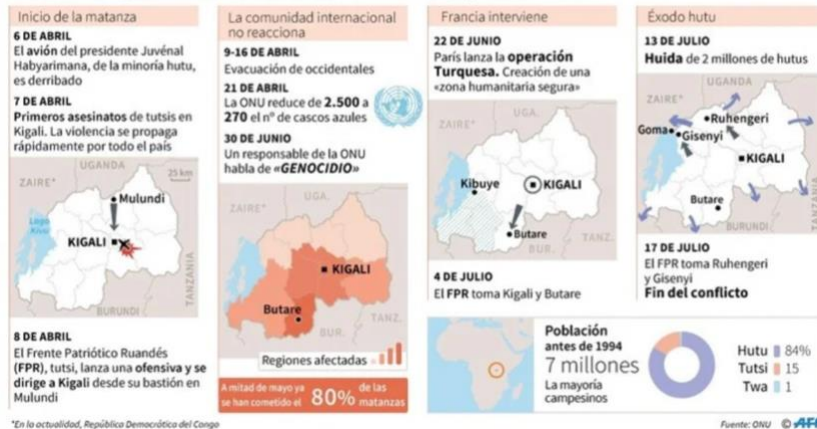 Inicio de la matanza
6 DE ABRIL
El avión del presidente Juvénal
Habyarimana, de la minoría hutu,
es derribado
7 DE ABRIL
Primeros asesinatos de tutsis en
Kigali. La violencia se propaga
rápidamente por todo el país
UGANDA
25 km
ZAIRE*
Mulundi
Lago
Kivu
KIGALI
TANZANIA
BURUNDI
8 DE ABRIL
El Frente Patriótico Ruandés
(FPR), tutsi, lanza una ofensiva y se
dirige a Kigali desde su bastión en
Mulundi
La comunidad internacional
no reacciona
9-16 DE ABRIL
Evacuación de occidentales
21 DE ABRIL
La ONU reduce de 2.500 a
270 el nº de cascos azules
30 DE JUNIO
Un responsable de la ONU
habla de «GENOCIDIO»
UGA.
ZAIRE*
KIGALI
Butare
TANZ.
BUR.
Regiones afectadas
A mitad de mayo ya
se han cometido el 80% de las
matanzas
Francia interviene
22 DE JUNIO
París lanza la operación
Turquesa. Creación de una
«zona humanitaria segura»
UGA.
ZAIRE*
Kibuye
KIGALI
Butare
TANZ.
BUR.
4 DE JULIO
El FPR toma Kigali y Butare
Éxodo hutu
13 DE JULIO
Huida de 2 millones de hutus
UGANDA
ZAIRE*
Ruhengeri
Goma
Gisenyi
KIGALI
Butare
BURUNDI
TANZANIA
17 DE JULIO
El FPR toma Ruhengeri
y Gisenyi
Fin del conflicto
Población
antes de 1994
7 millones
La mayoría
campesinos
Hutu 84%
Tutsi 15
Twa 1
*En la actualidad, República Democrática del Congo
Fuente: ONU © AFP